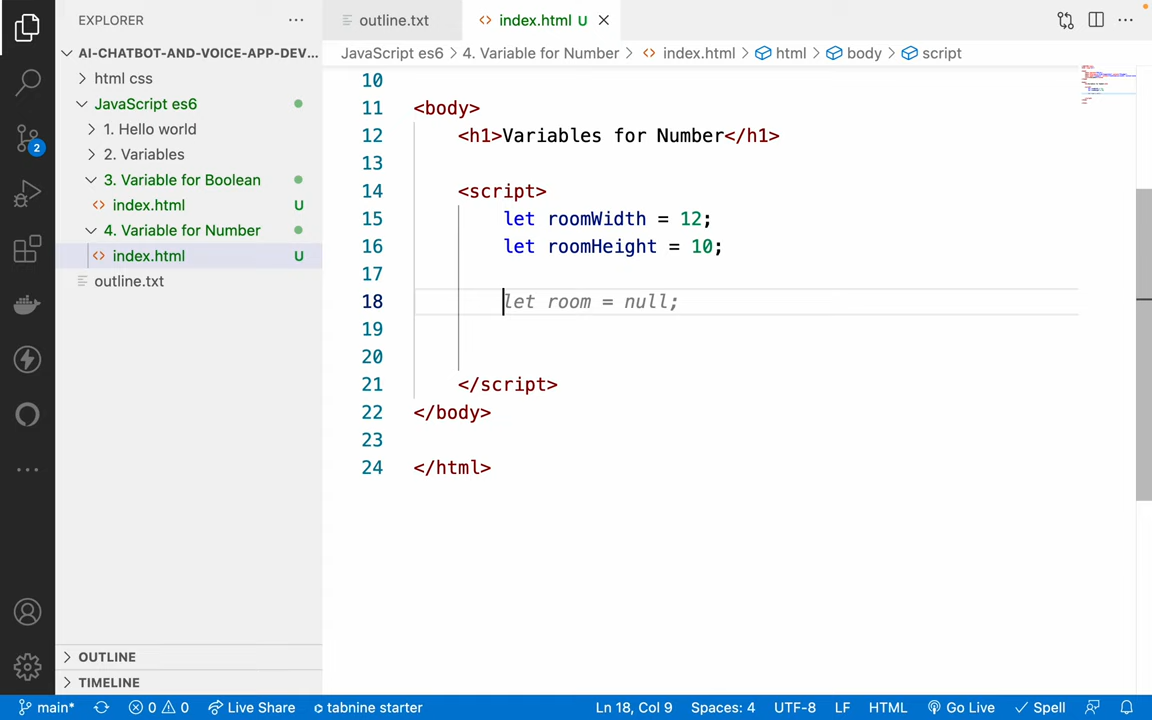 EXPLORER
outline.txt
index.html U
AI-CHATBOT-AND-VOICE-APP-DEV...
JavaScript es6 > 4. Variable for Number > index.html > html > body > script
html css
JavaScript es6
1. Hello world
2. Variables
3. Variable for Boolean
index.html U
4. Variable for Number
index.html U
outline.txt
2
10
11 <body>
12 <h1>Variables for Number</h1>
13
14 <script>
15 let roomWidth = 12;
16 let roomHeight = 10;
17
18 let room = null;
19
20
21 </script>
22 </body>
23
24 </html>
OUTLINE
TIMELINE
main* 0 0 Live Share tabnine starter Ln 18, Col 9 Spaces: 4 UTF-8 LF HTML Go Live Spell